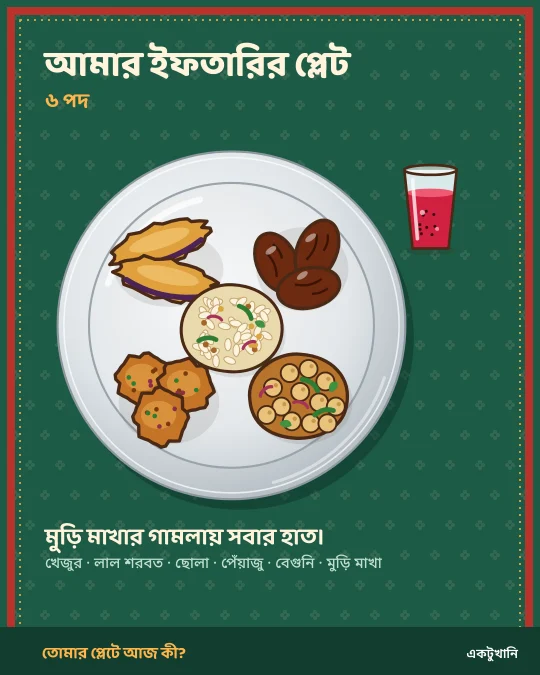 আমার ইফতারির প্লেট
৬ পদ
মুড়ি মাখার গামলায় সবার হাত।
খেজুর · লাল শরবত · ছোলা · পেঁয়াজু · বেগুনি · মুড়ি মাখা
তোমার প্লেটে আজ কী?
একটুখানি